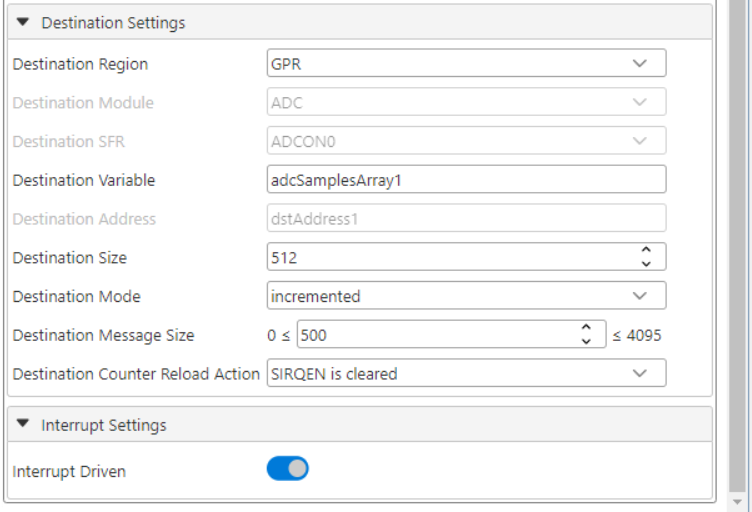 Destination Settings
Destination Region GPR
Destination Module ADC
Destination SFR ADCON0
Destination Variable adcSamplesArray1
Destination Address dstAddress1
Destination Size 512
Destination Mode incremented
Destination Message Size 0 ≤ 500 ≤ 4095
Destination Counter Reload Action SIRQEN is cleared
Interrupt Settings
Interrupt Driven